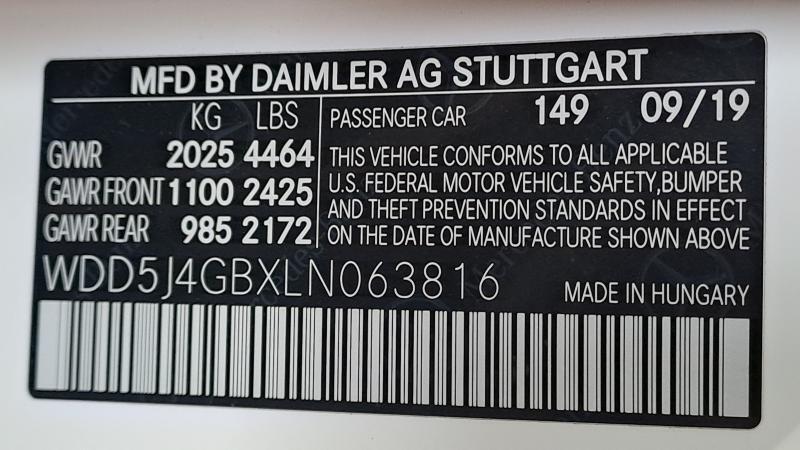 MFD BY DAIMLER AG STUTTGART
KG LBS
GVWR 2025 4464
GAWR FRONT 1100 2425
GAWR REAR 985 2172
PASSENGER CAR 149 09/19
THIS VEHICLE CONFORMS TO ALL APPLICABLE
U.S. FEDERAL MOTOR VEHICLE SAFETY,BUMPER
AND THEFT PREVENTION STANDARDS IN EFFECT
ON THE DATE OF MANUFACTURE SHOWN ABOVE
WDD5J4GBXLN063816
MADE IN HUNGARY